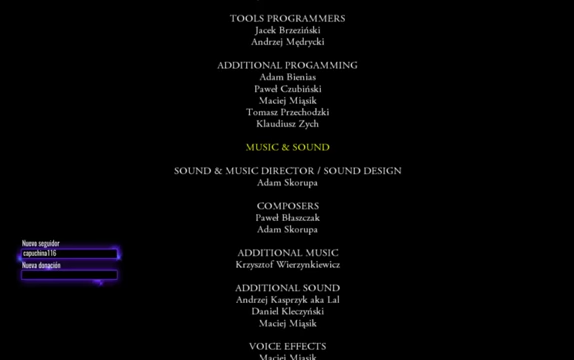 TOOLS PROGRAMMERS
Jacek Brzeziński
Andrzej Mędrycki
ADDITIONAL PROGAMMING
Adam Bienias
Paweł Czubiński
Maciej Miąsik
Tomasz Przechodzki
Klaudiusz Zych
MUSIC & SOUND
SOUND & MUSIC DIRECTOR / SOUND DESIGN
Adam Skorupa
COMPOSERS
Paweł Błaszczak
Adam Skorupa
Nuevo seguidor
capuchina116
Nueva donación
ADDITIONAL MUSIC
Krzysztof Wierzynkiewicz
ADDITIONAL SOUND
Andrzej Kasprzyk aka Lal
Daniel Kleczyński
Maciej Miąsik
VOICE EFFECTS
Maciej Miąsik